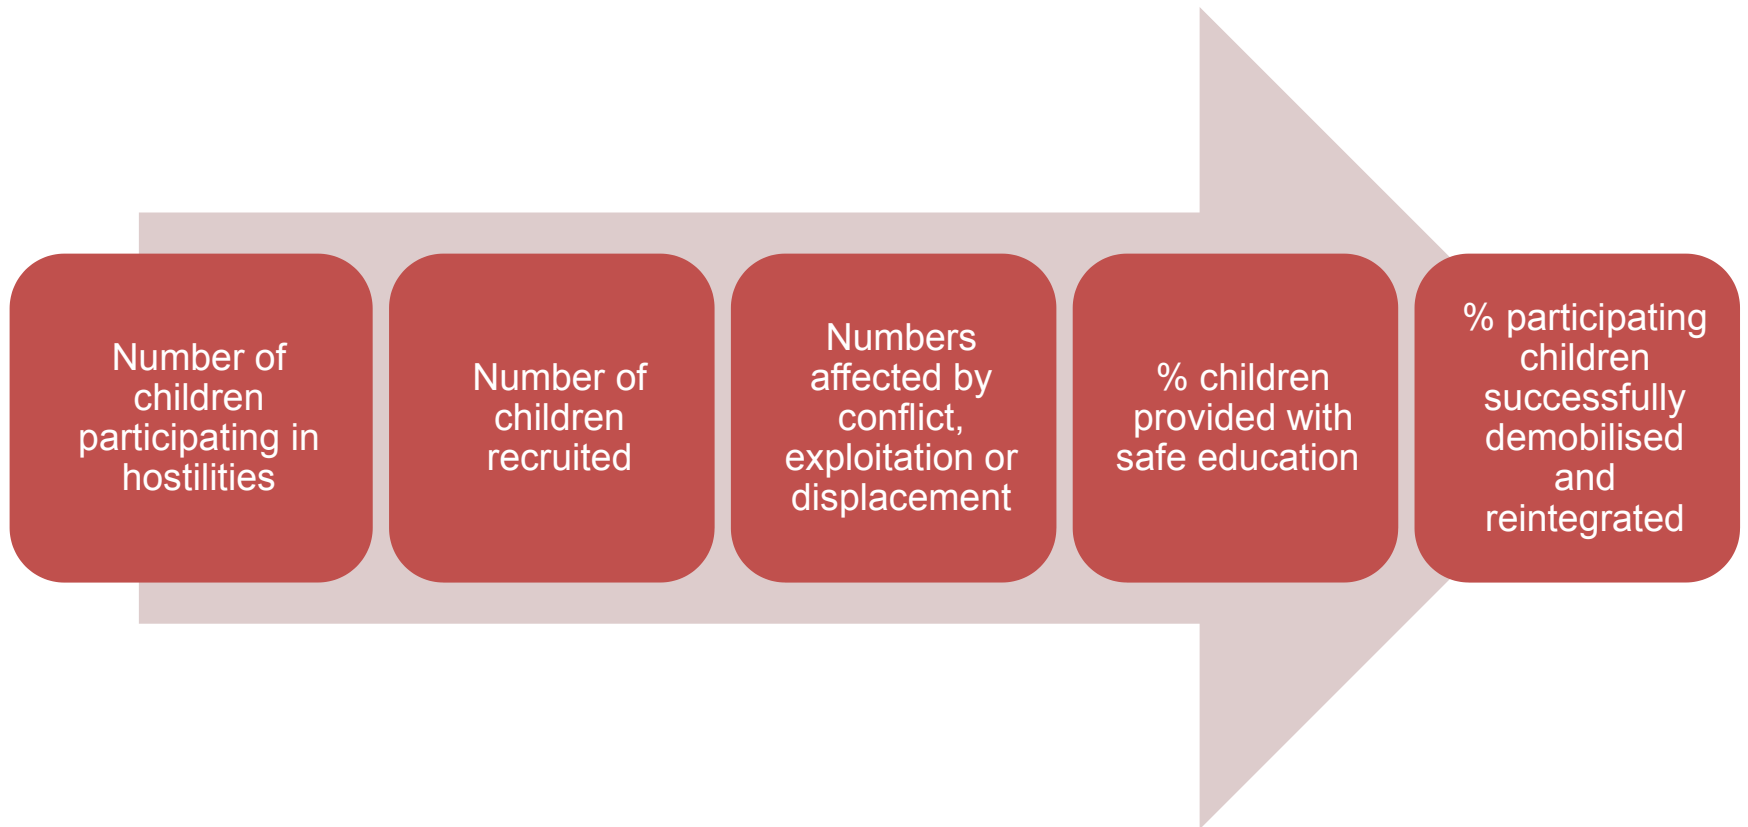 Number of
children
participating in
hostilities
Number of
children
recruited
Numbers
affected by
conflict,
exploitation or
displacement
% children
provided with
safe education
% participating
children
successfully
demobilised
and
reintegrated